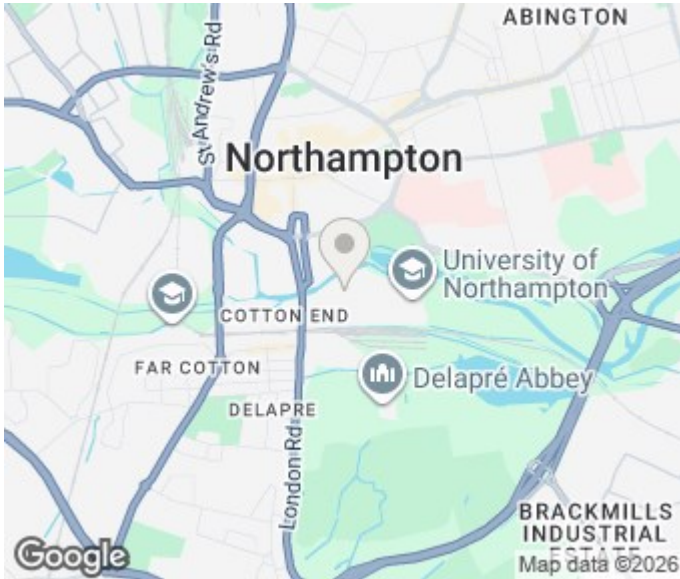 ABINGTON
St Andrew's Rd
Northampton
University of
Northampton
COTTON END
FAR COTTON
Delapré Abbey
DELAPRE
London Rd
BRACKMILLS
INDUSTRIAL
ESTATE
Google
Map data ©2026